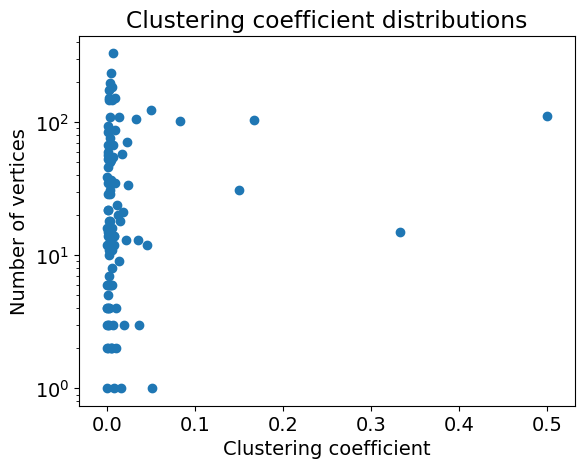 Clustering coefficient distributions
Number of vertices
10²
10¹
10⁰
0.0 0.1 0.2 0.3 0.4 0.5
Clustering coefficient